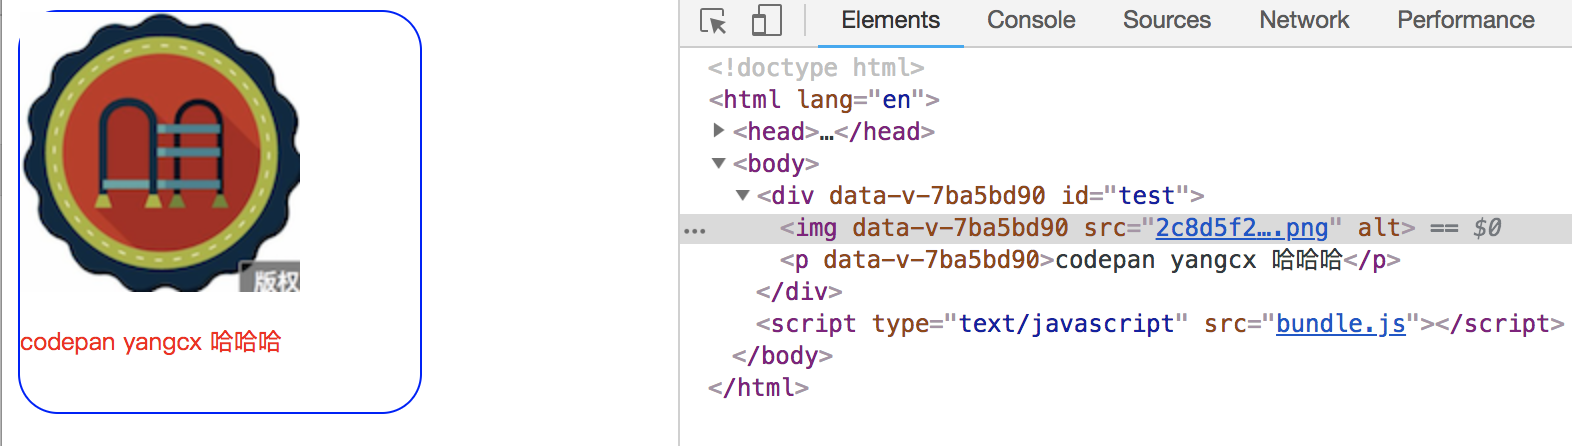 版权
codepan yangcx 哈哈哈
Elements Console Sources Network Performance
<!doctype html>
<html lang="en">
<head>…</head>
<body>
<div data-v-7ba5bd90 id="test">
… <img data-v-7ba5bd90 src="2c8d5f2….png" alt> == $0
<p data-v-7ba5bd90>codepan yangcx 哈哈哈</p>
</div>
<script type="text/javascript" src="bundle.js"></script>
</body>
</html>